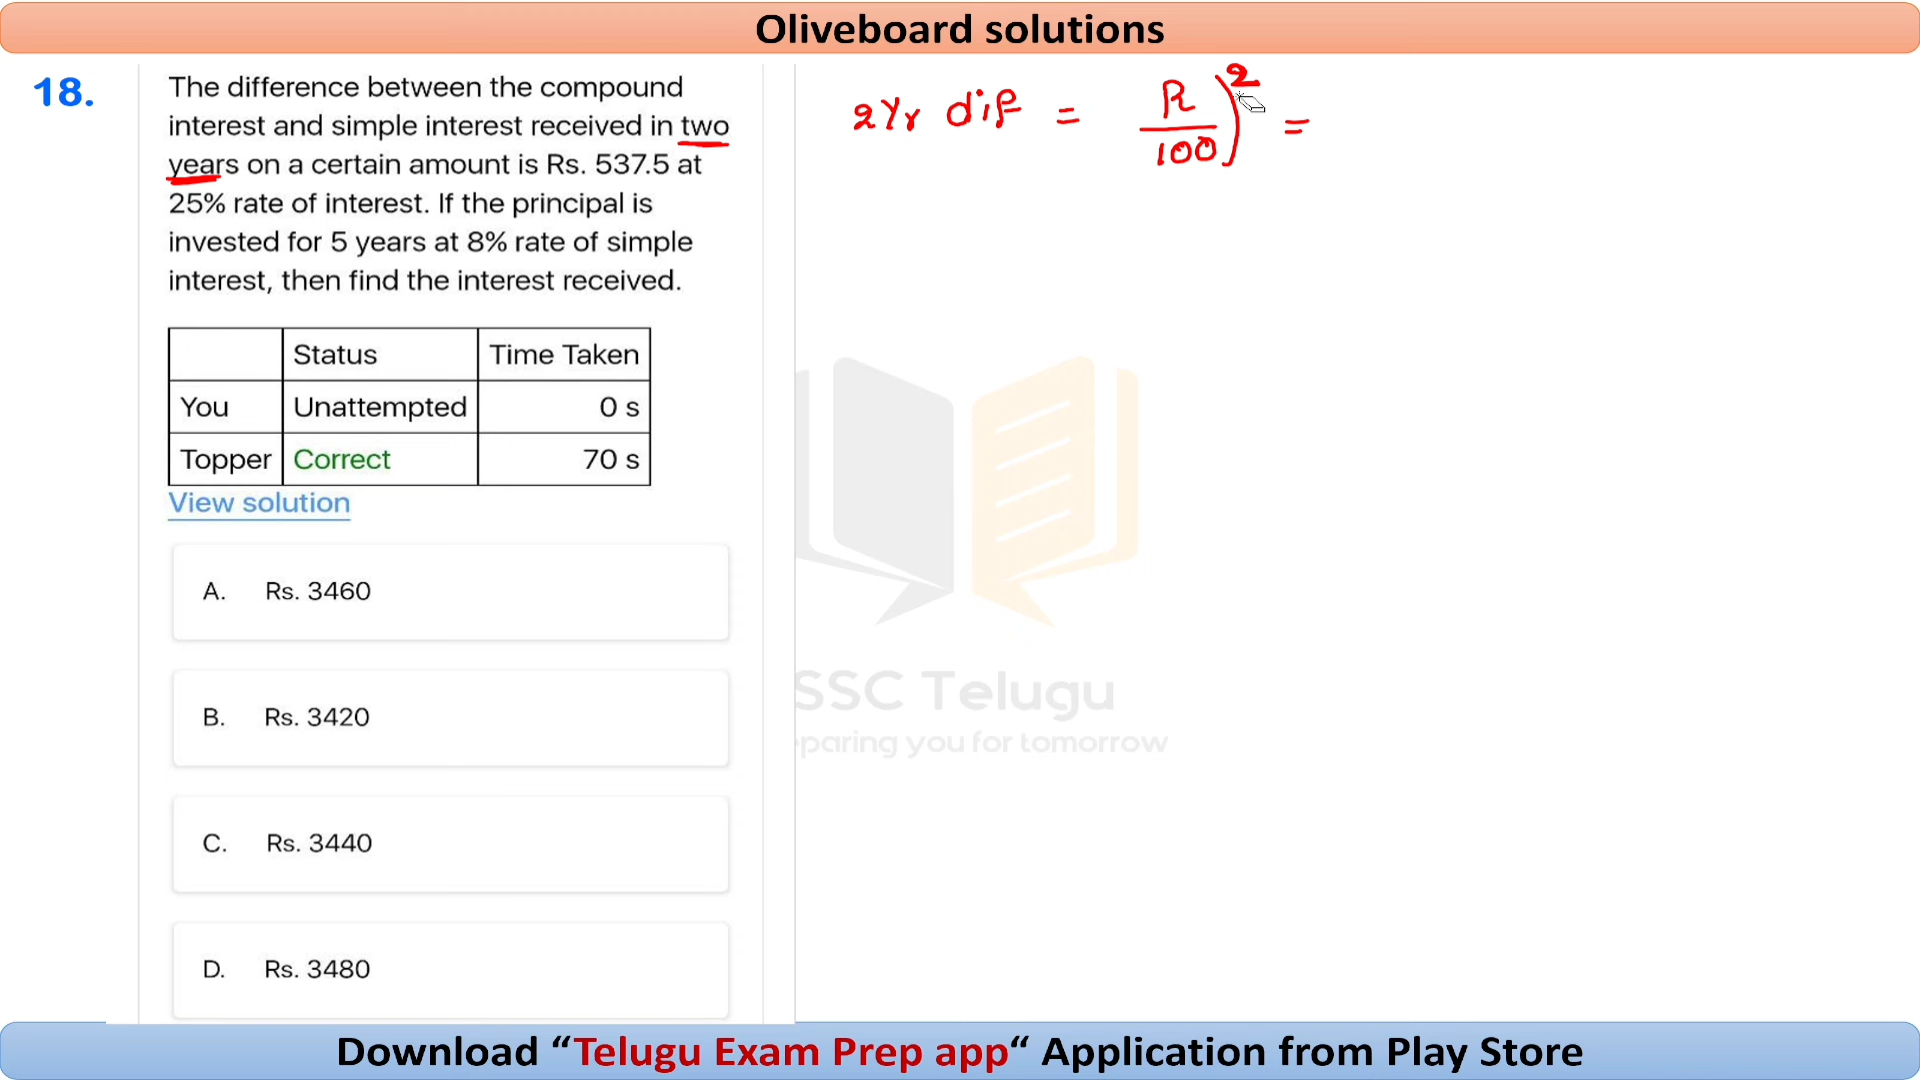 Oliveboard solutions
18.
The difference between the compound
interest and simple interest received in two
years on a certain amount is Rs. 537.5 at
25% rate of interest. If the principal is
invested for 5 years at 8% rate of simple
interest, then find the interest received.
Status Time Taken
You Unattempted 0 s
Topper Correct 70 s
View solution
A. Rs. 3460
B. Rs. 3420
C. Rs. 3440
D. Rs. 3480
2Yr dif = R/100)² =
SSC Telugu
paring you for tomorrow
Download “Telugu Exam Prep app“ Application from Play Store